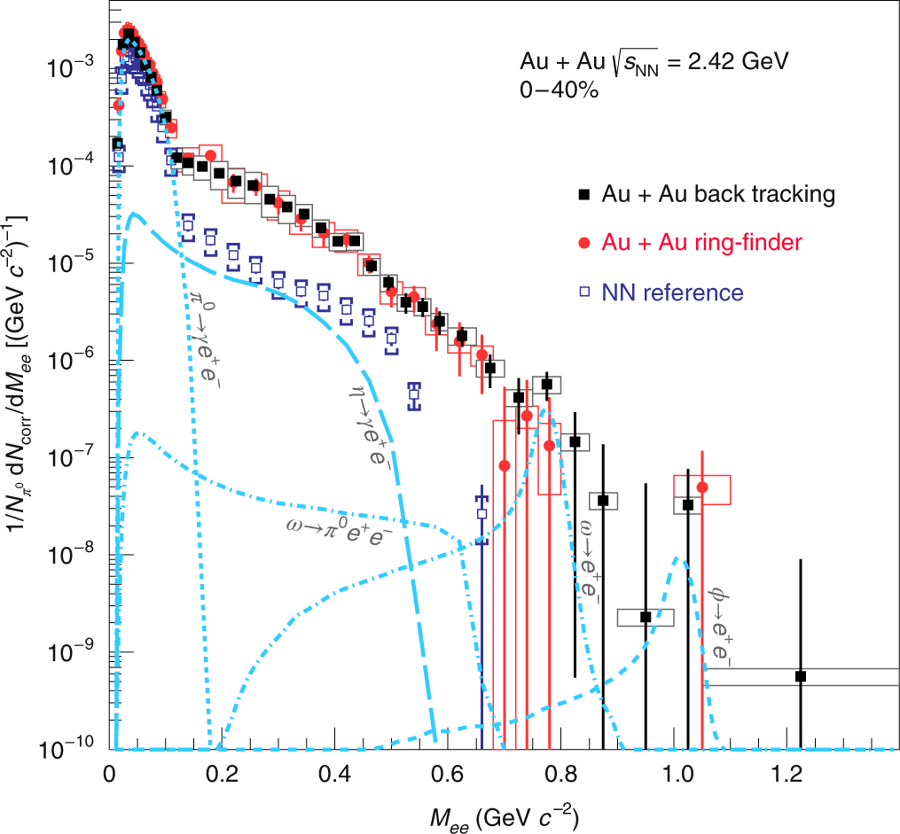 Au + Au √sNN = 2.42 GeV
0−40%
Au + Au back tracking
Au + Au ring-finder
NN reference
1/Nπ⁰ dNcorr/dMee [(GeV c⁻²)⁻¹]
10⁻³
10⁻⁴
10⁻⁵
10⁻⁶
10⁻⁷
10⁻⁸
10⁻⁹
10⁻¹⁰
π⁰→γe⁺e⁻
η→γe⁺e⁻
ω→π⁰e⁺e⁻
ω→e⁺e⁻
ϕ→e⁺e⁻
0 0.2 0.4 0.6 0.8 1.0 1.2
Mee (GeV c⁻²)